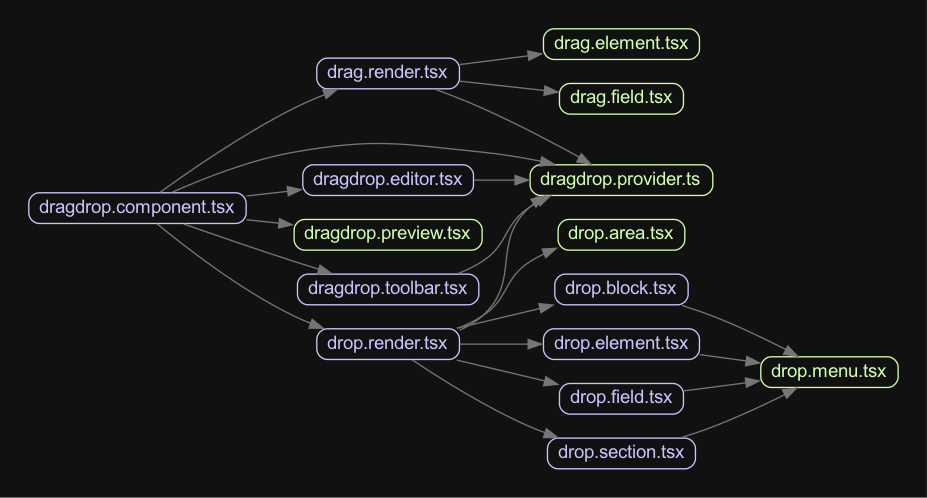 drag.element.tsx
drag.render.tsx
drag.field.tsx
dragdrop.editor.tsx
dragdrop.provider.ts
dragdrop.component.tsx
dragdrop.preview.tsx
drop.area.tsx
dragdrop.toolbar.tsx
drop.block.tsx
drop.render.tsx
drop.element.tsx
drop.menu.tsx
drop.field.tsx
drop.section.tsx